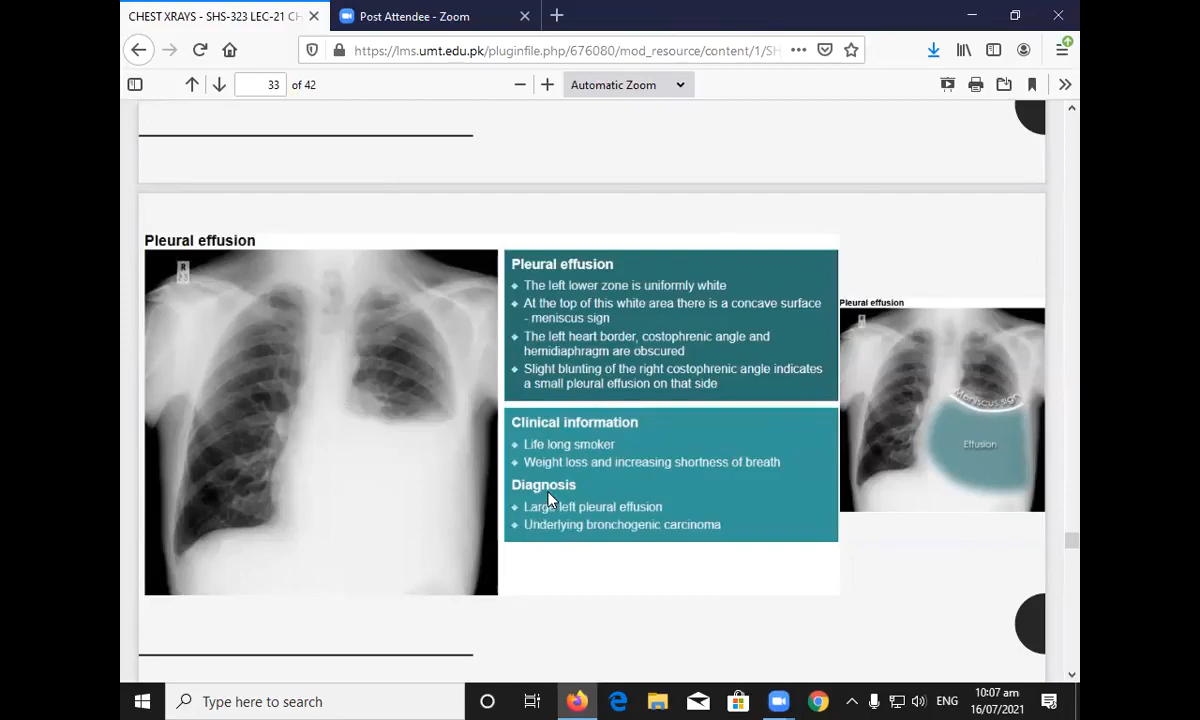 CHEST XRAYS - SHS-323 LEC-21 CH
Post Attendee - Zoom
https://lms.umt.edu.pk/pluginfile.php/676080/mod_resource/content/1/SH
33 of 42
Automatic Zoom
Pleural effusion
R
Pleural effusion
The left lower zone is uniformly white
At the top of this white area there is a concave surface
- meniscus sign
The left heart border, costophrenic angle and
hemidiaphragm are obscured
Slight blunting of the right costophrenic angle indicates
a small pleural effusion on that side
Clinical information
Life long smoker
Weight loss and increasing shortness of breath
Diagnosis
Large left pleural effusion
Underlying bronchogenic carcinoma
Pleural effusion
Meniscus sign
Effusion
Type here to search
ENG
10:07 am
16/07/2021